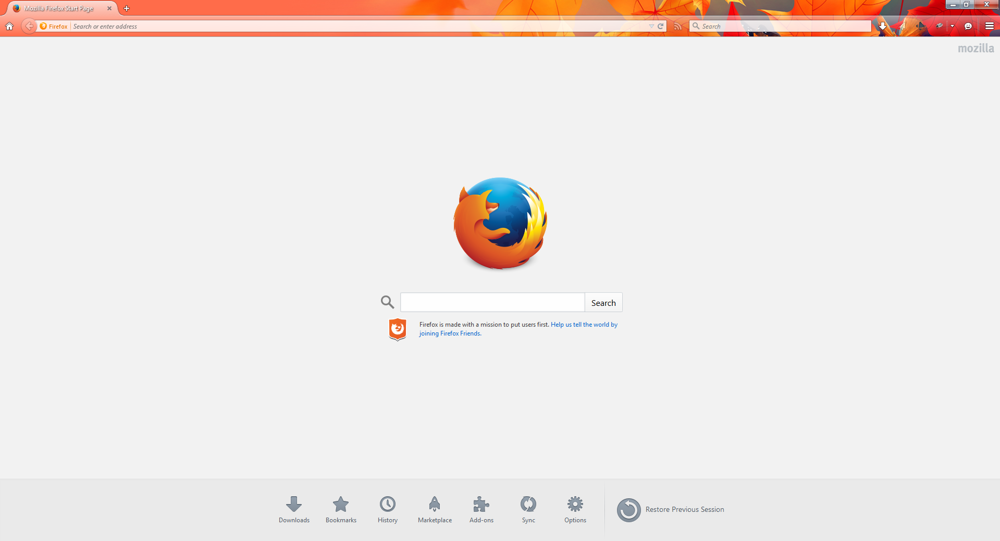 Mozilla Firefox Start Page
Firefox Search or enter address
Search
mozilla
Search
Firefox is made with a mission to put users first. Help us tell the world by
joining Firefox Friends.
Downloads Bookmarks History Marketplace Add-ons Sync Options Restore Previous Session